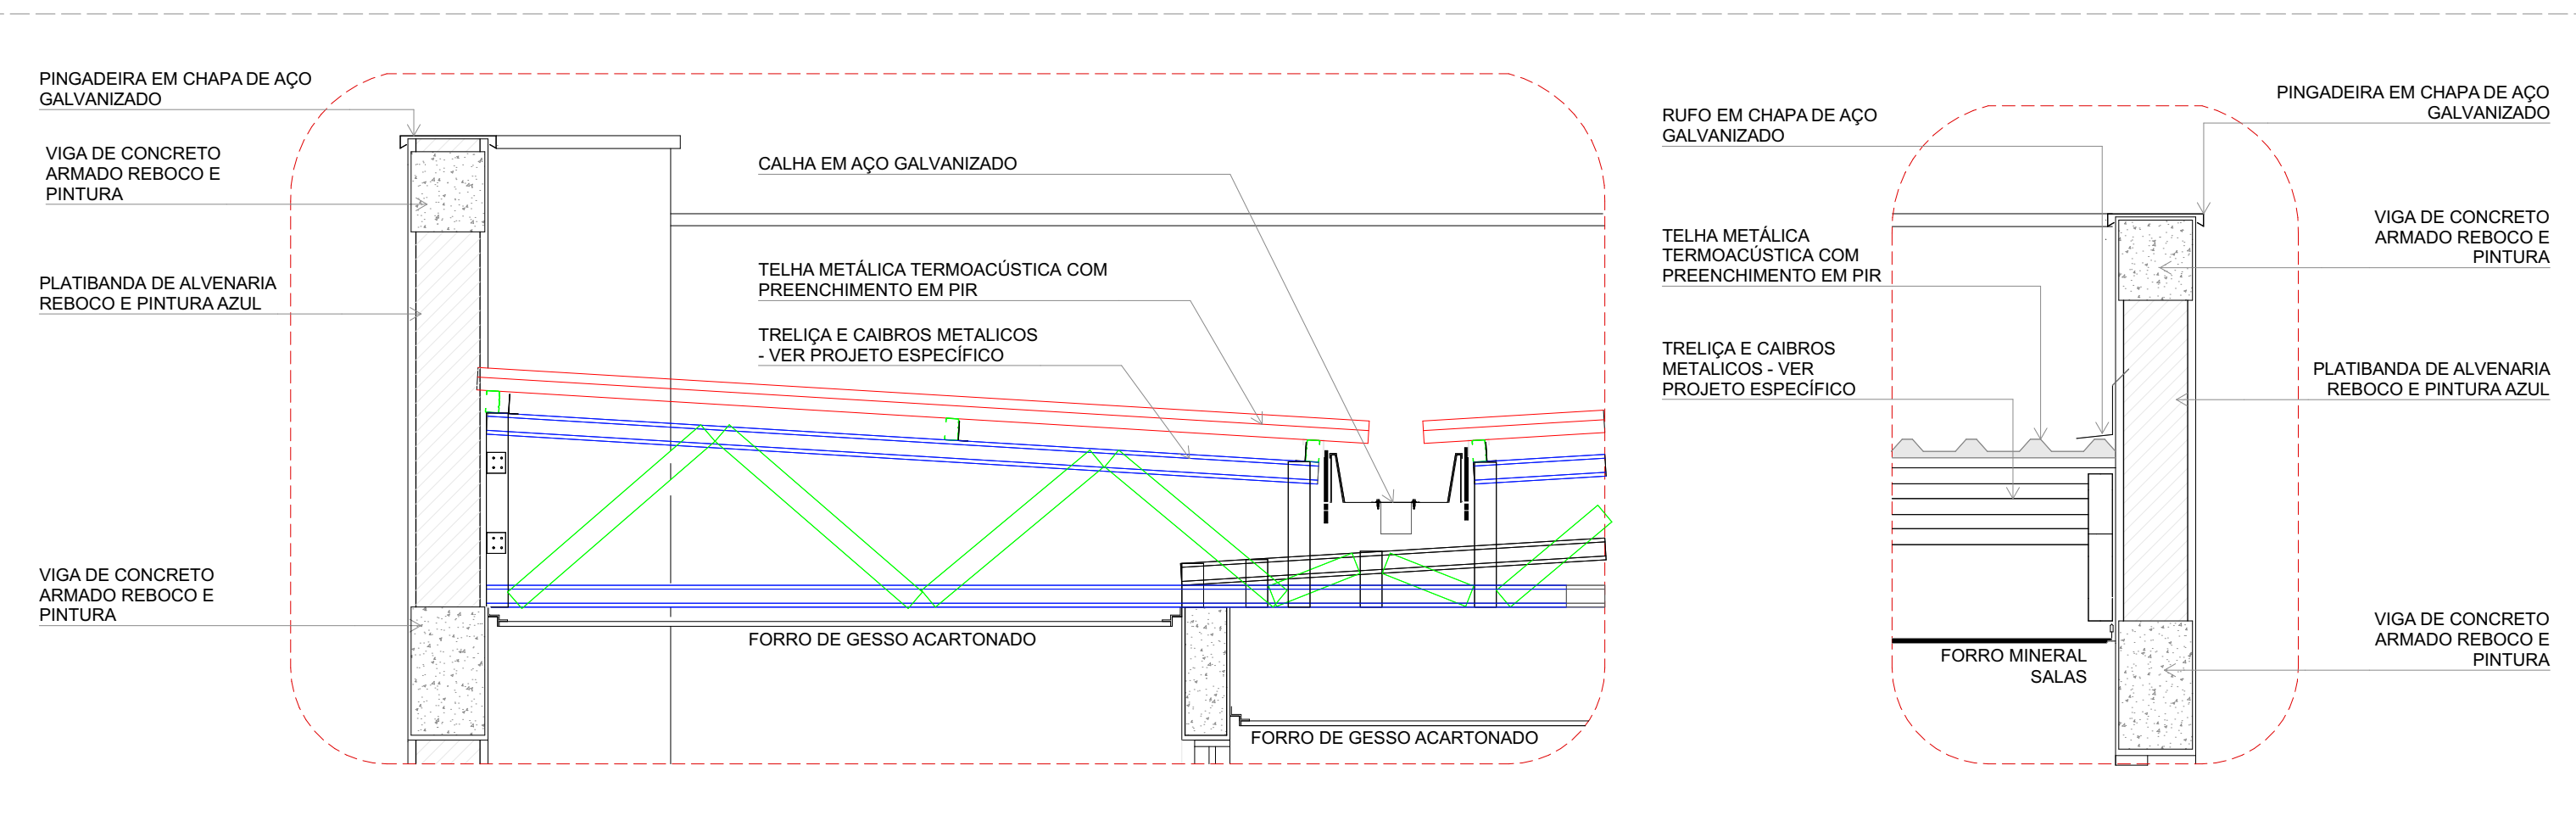 PINGADEIRA EM CHAPA DE AÇO
GALVANIZADO
VIGA DE CONCRETO
ARMADO REBOCO E
PINTURA
PLATIBANDA DE ALVENARIA
REBOCO E PINTURA AZUL
VIGA DE CONCRETO
ARMADO REBOCO E
PINTURA
CALHA EM AÇO GALVANIZADO
TELHA METÁLICA TERMOACÚSTICA COM
PREENCHIMENTO EM PIR
TRELIÇA E CAIBROS METALICOS
- VER PROJETO ESPECÍFICO
FORRO DE GESSO ACARTONADO
FORRO DE GESSO ACARTONADO
RUFO EM CHAPA DE AÇO
GALVANIZADO
TELHA METÁLICA
TERMOACÚSTICA COM
PREENCHIMENTO EM PIR
TRELIÇA E CAIBROS
METALICOS - VER
PROJETO ESPECÍFICO
FORRO MINERAL
SALAS
PINGADEIRA EM CHAPA DE AÇO
GALVANIZADO
VIGA DE CONCRETO
ARMADO REBOCO E
PINTURA
PLATIBANDA DE ALVENARIA
REBOCO E PINTURA AZUL
VIGA DE CONCRETO
ARMADO REBOCO E
PINTURA